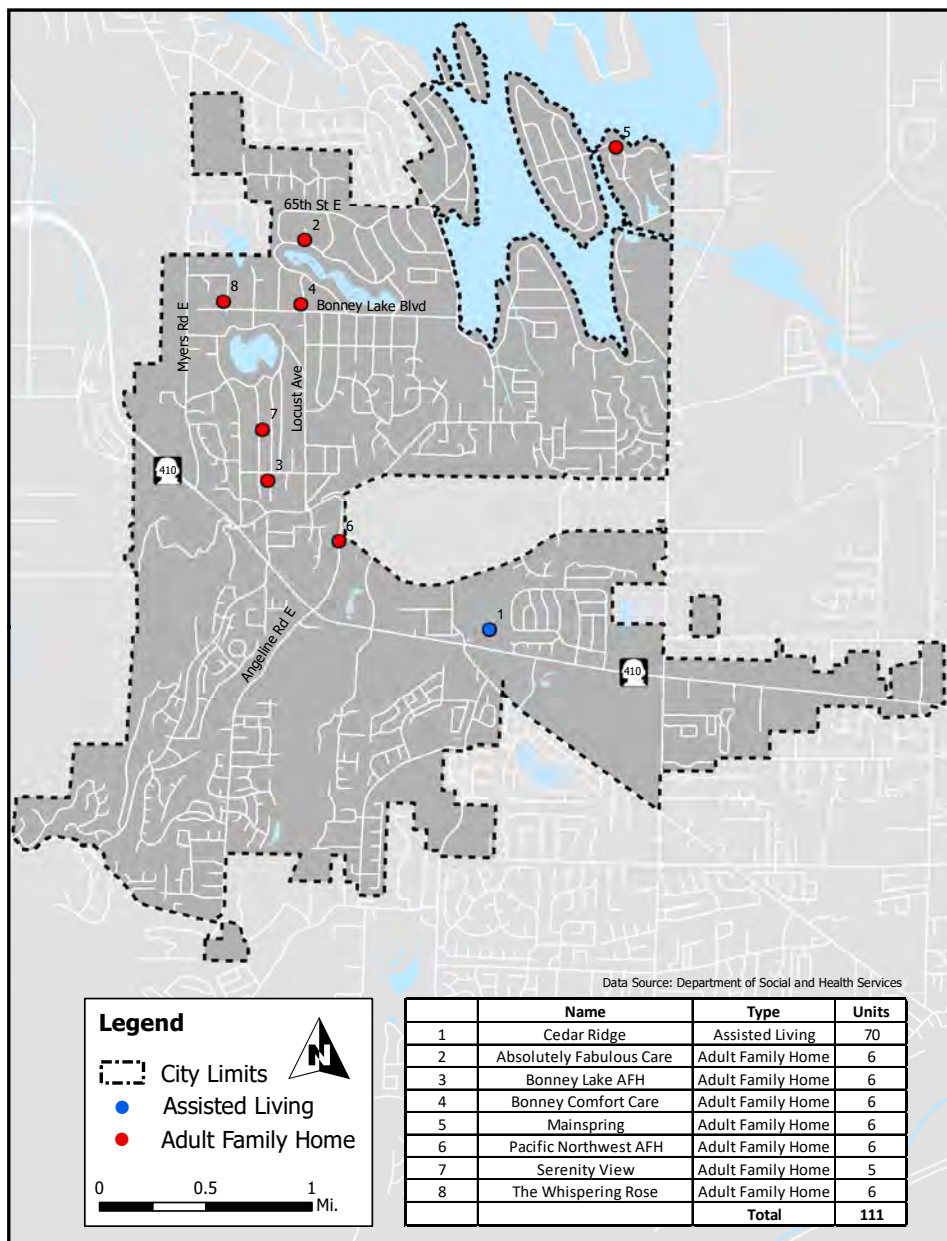 5
65th St E
2
8
4
Bonney Lake Blvd
Myers Rd E
Locust Ave
7
410
3
6
1
Angeline Rd E
410
Data Source: Department of Social and Health Services
Legend
N
City Limits
Assisted Living
Adult Family Home
0 0.5 1
Mi.
Name Type Units
1 Cedar Ridge Assisted Living 70
2 Absolutely Fabulous Care Adult Family Home 6
3 Bonney Lake AFH Adult Family Home 6
4 Bonney Comfort Care Adult Family Home 6
5 Mainspring Adult Family Home 6
6 Pacific Northwest AFH Adult Family Home 6
7 Serenity View Adult Family Home 5
8 The Whispering Rose Adult Family Home 6
Total 111